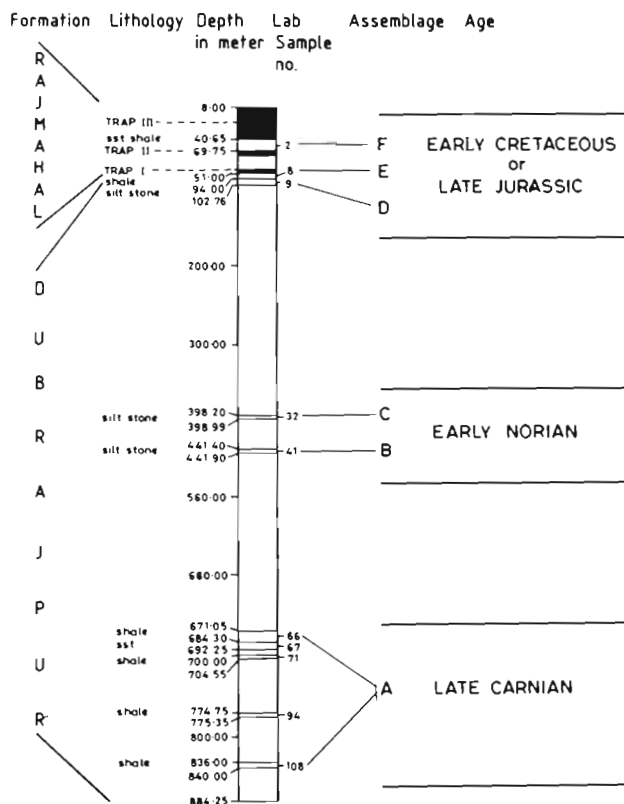 Formation Lithology Depth in meter Lab Sample no. Assemblage Age
RAJMAHAL
DUBRAJPUR
8·00
TRAP III
sst shale 40·65
2 F
EARLY CRETACEOUS
or
LATE JURASSIC
TRAP II 69·75
TRAP I
8 E
51·00
shale 94·00
9 D
silt stone 102·76
200·00
300·00
398·20
silt stone 32 C
398·99
EARLY NORIAN
441·40
silt stone 41 B
441·90
560·00
680·00
671·05
shale 66
684·30
sst 67
692·25
shale 700·00 71
704·55
A LATE CARNIAN
shale 774·75 94
775·35
800·00
shale 836·00 108
840·00
884·25